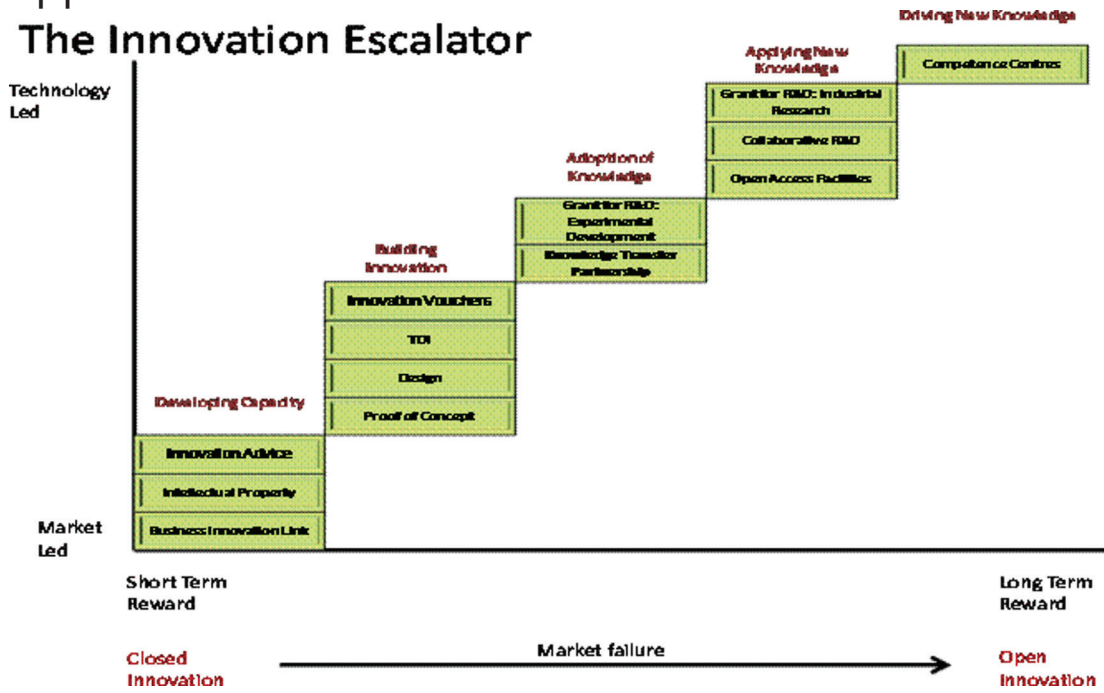 The Innovation Escalator
Driving New Knowledge
Technology
Led
Applying New
Knowledge
Competence Centres
Grant for R&D: Industrial
Research
Collaborative R&D
Open Access Facilities
Adoption of
Knowledge
Grant for R&D:
Experimental
Development
Knowledge Transfer
Partnership
Building
Innovation
Innovation Vouchers
TDI
Design
Proof of Concept
Developing Capacity
Innovation Advice
Intellectual Property
Business Innovation Link
Market
Led
Short Term
Reward
Long Term
Reward
Closed
Innovation
Market failure
Open
Innovation